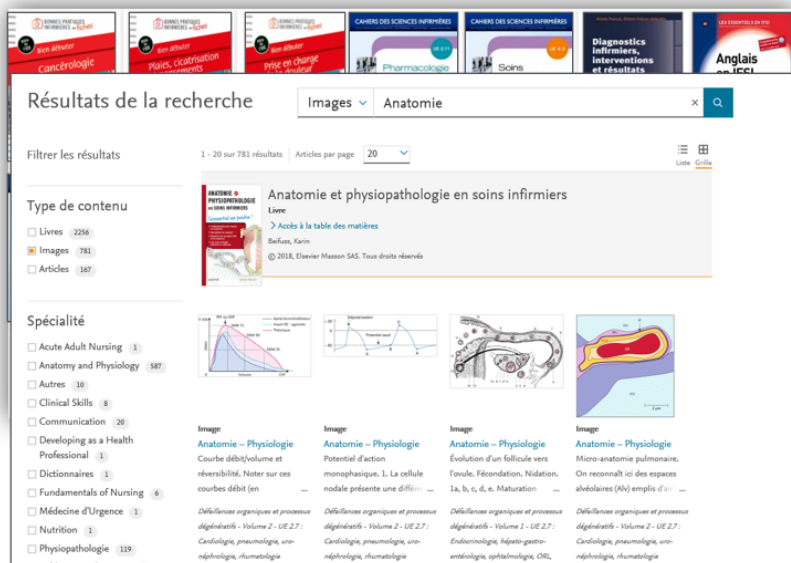 BONNES PRATIQUES
INFIRMIÈRES EN fiches
Bien débuter
Cancérologie
BONNES PRATIQUES
INFIRMIÈRES EN fiches
Bien débuter
Plaies, cicatrisation
BONNES PRATIQUES
INFIRMIÈRES EN fiches
Bien débuter
Prise en charge
CAHIERS DES SCIENCES INFIRMIÈRES
UE 2.11
Pharmacologie
CAHIERS DES SCIENCES INFIRMIÈRES
Soins
Diagnostics
infirmiers,
interventions
et résultats
LES ESSENTIELS EN IFSI
Anglais
Résultats de la recherche
Images
Anatomie
×
Filtrer les résultats
1 - 20 sur 781 résultats
Articles par page
20
Liste
Grille
Type de contenu
Livres 2256
Images 781
Articles 167
ANATOMIE
PHYSIOPATHOLOGIE
EN SOINS INFIRMIERS
Anatomie et physiopathologie en soins infirmiers
Livre
Accès à la table des matières
Beifuss, Karin
© 2018, Elsevier Masson SAS. Tous droits réservés
Spécialité
Acute Adult Nursing 1
Anatomy and Physiology 587
Autres 10
Clinical Skills 8
Communication 20
Developing as a Health
Professional 1
Dictionnaires 1
Fundamentals of Nursing 6
Médecine d'Urgence 1
Nutrition 1
Physiopathologie 119
Image
Anatomie – Physiologie
Courbe débit/volume et
réversibilité. Noter sur ces
courbes débit (en ...
Défaillances organiques et processus
dégénératifs - Volume 2 - UE 2.7 :
Cardiologie, pneumologie, uro-
néphrologie, rhumatologie
Dépolarisation
Potentiel seuil
Image
Anatomie – Physiologie
Potentiel d'action
monophasique. 1. La cellule
nodale présente une différ ...
Défaillances organiques et processus
dégénératifs - Volume 2 - UE 2.7 :
Cardiologie, pneumologie, uro-
néphrologie, rhumatologie
Image
Anatomie – Physiologie
Évolution d'un follicule vers
l'ovule. Fécondation. Nidation.
1a, b, c, d, e. Maturation ...
Défaillances organiques et processus
dégénératifs - Volume 1 - UE 2.7 :
Endocrinologie, hépato-gastro-
entérologie, ophtalmologie, ORL,
Image
Anatomie – Physiologie
Micro-anatomie pulmonaire.
On reconnaît ici des espaces
alvéolaires (Alv) emplis d'air ...
Défaillances organiques et processus
dégénératifs - Volume 2 - UE 2.7 :
Cardiologie, pneumologie, uro-
néphrologie, rhumatologie